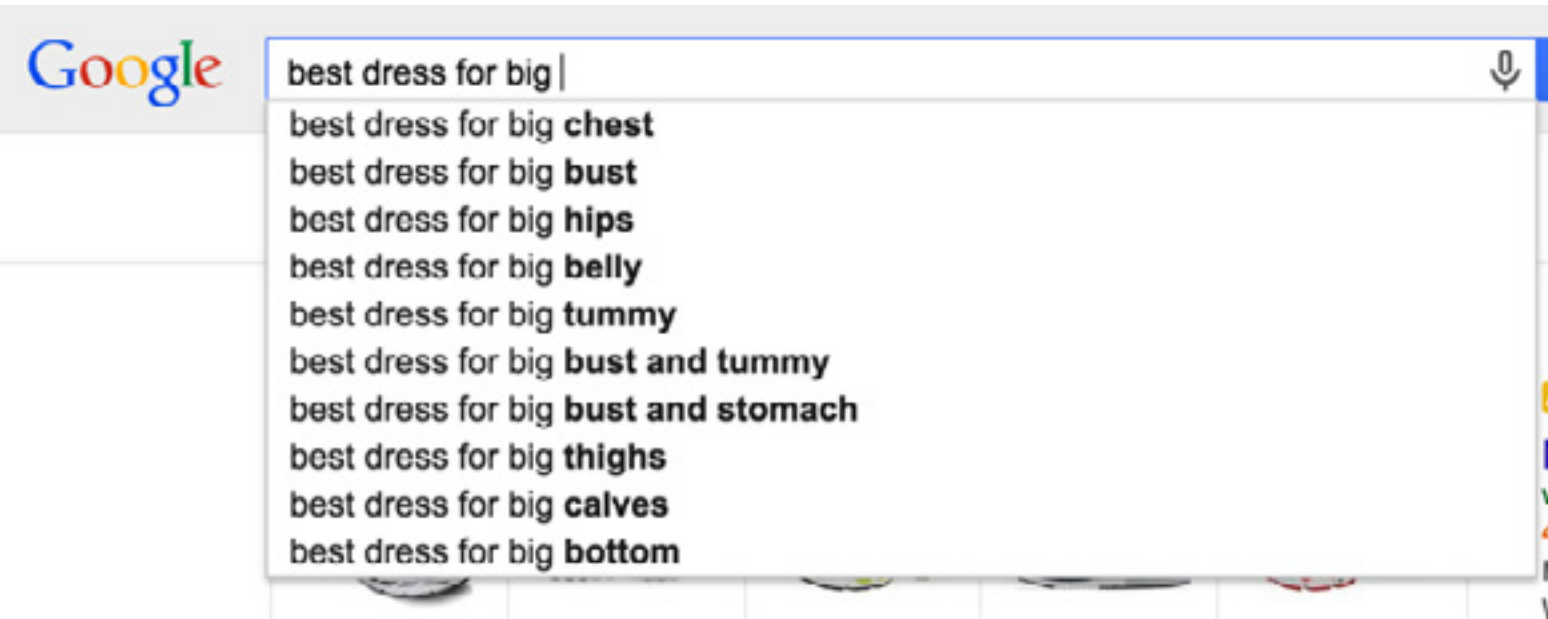 Google
best dress for big
best dress for big chest
best dress for big bust
best dress for big hips
best dress for big belly
best dress for big tummy
best dress for big bust and tummy
best dress for big bust and stomach
best dress for big thighs
best dress for big calves
best dress for big bottom